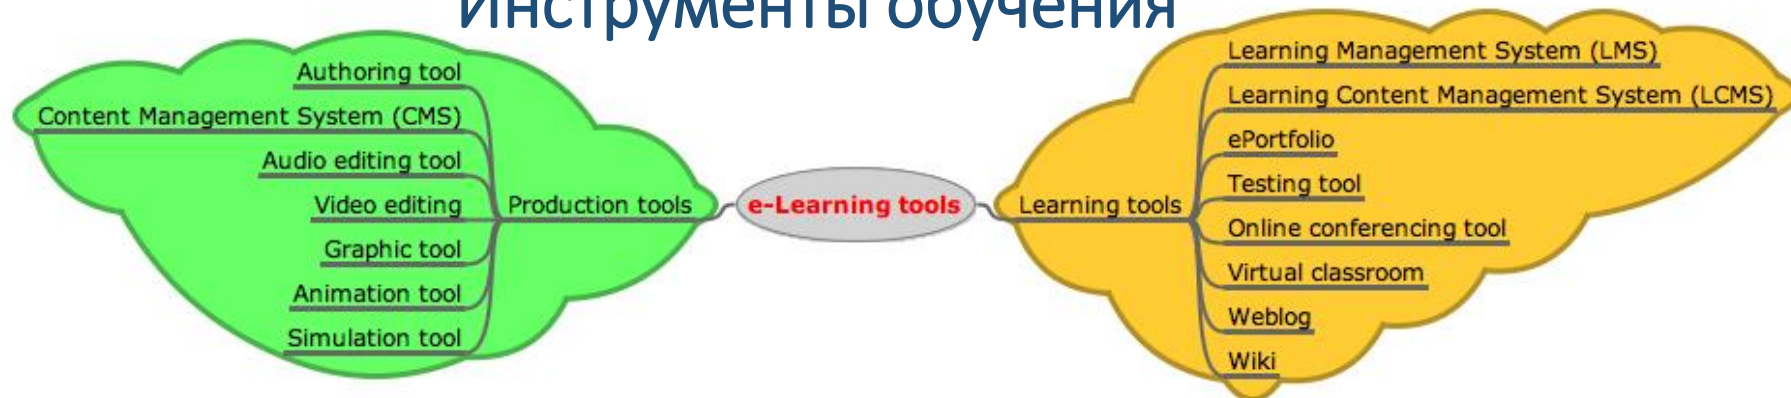 Инструменты обучения
Authoring tool
Content Management System (CMS)
Audio editing tool
Video editing
Graphic tool
Animation tool
Simulation tool
Production tools
e-Learning tools
Learning tools
Learning Management System (LMS)
Learning Content Management System (LCMS)
ePortfolio
Testing tool
Online conferencing tool
Virtual classroom
Weblog
Wiki